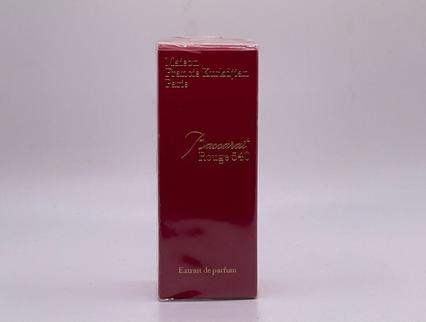 Maison
Francis Kurkdjian
Paris
Baccarat
Rouge 540
Extrait de parfum